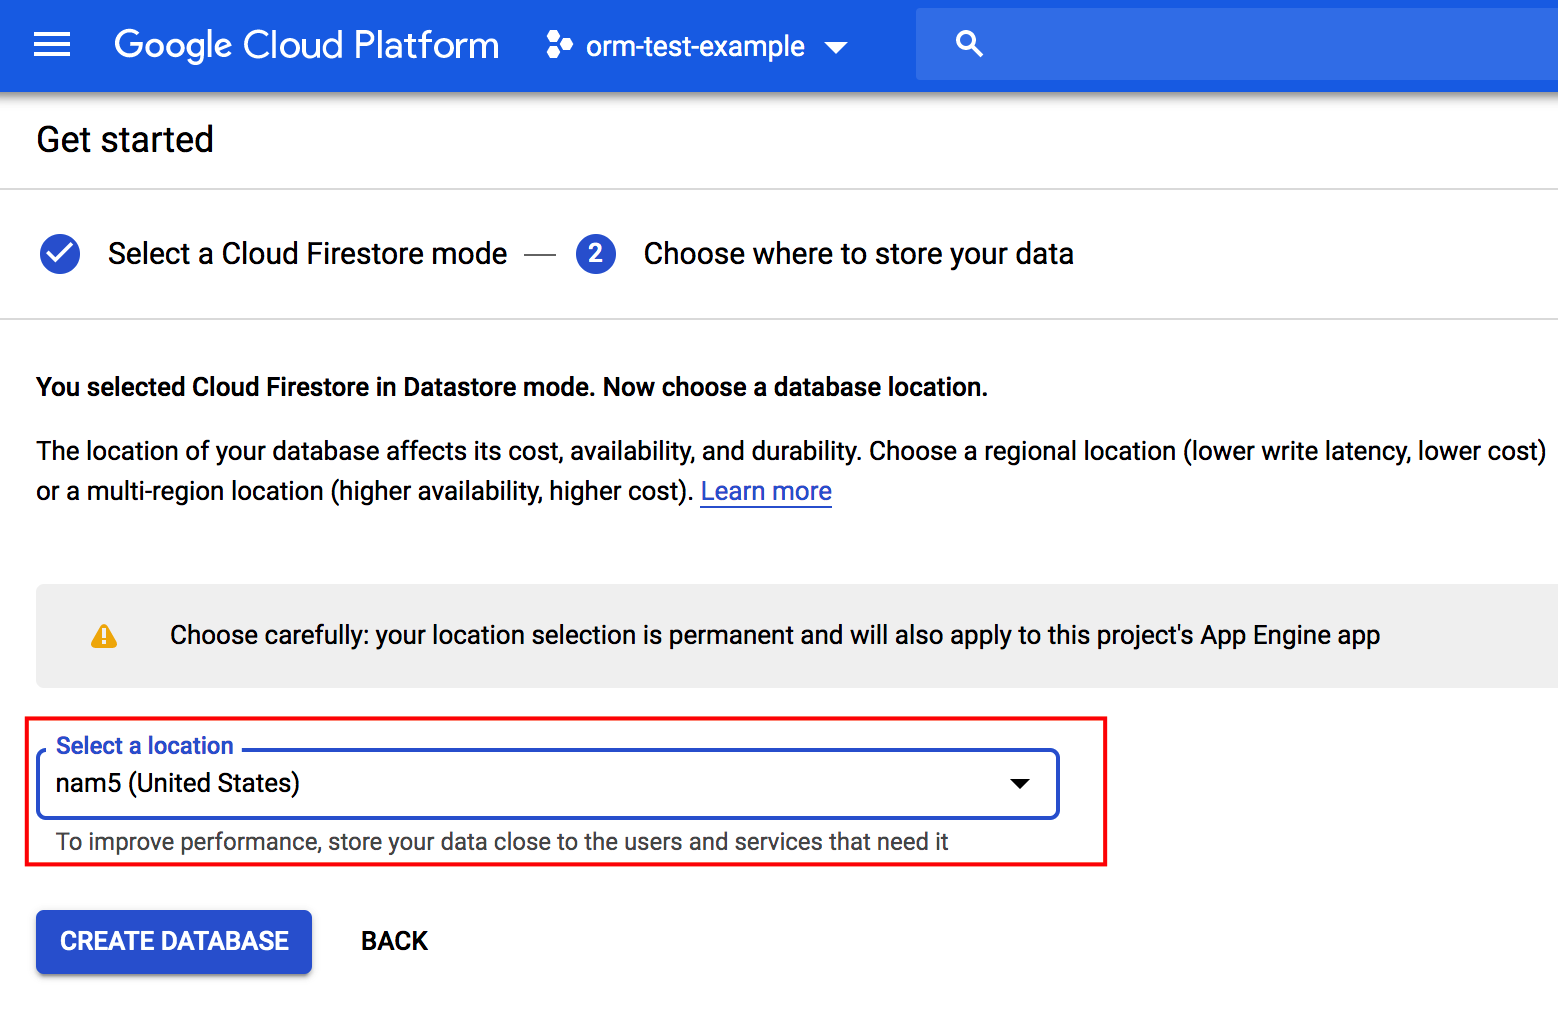 Google Cloud Platform
orm-test-example
Get started
Select a Cloud Firestore mode
2
Choose where to store your data
You selected Cloud Firestore in Datastore mode. Now choose a database location.
The location of your database affects its cost, availability, and durability. Choose a regional location (lower write latency, lower cost)
or a multi-region location (higher availability, higher cost). Learn more
Choose carefully: your location selection is permanent and will also apply to this project's App Engine app
Select a location
nam5 (United States)
To improve performance, store your data close to the users and services that need it
CREATE DATABASE
BACK